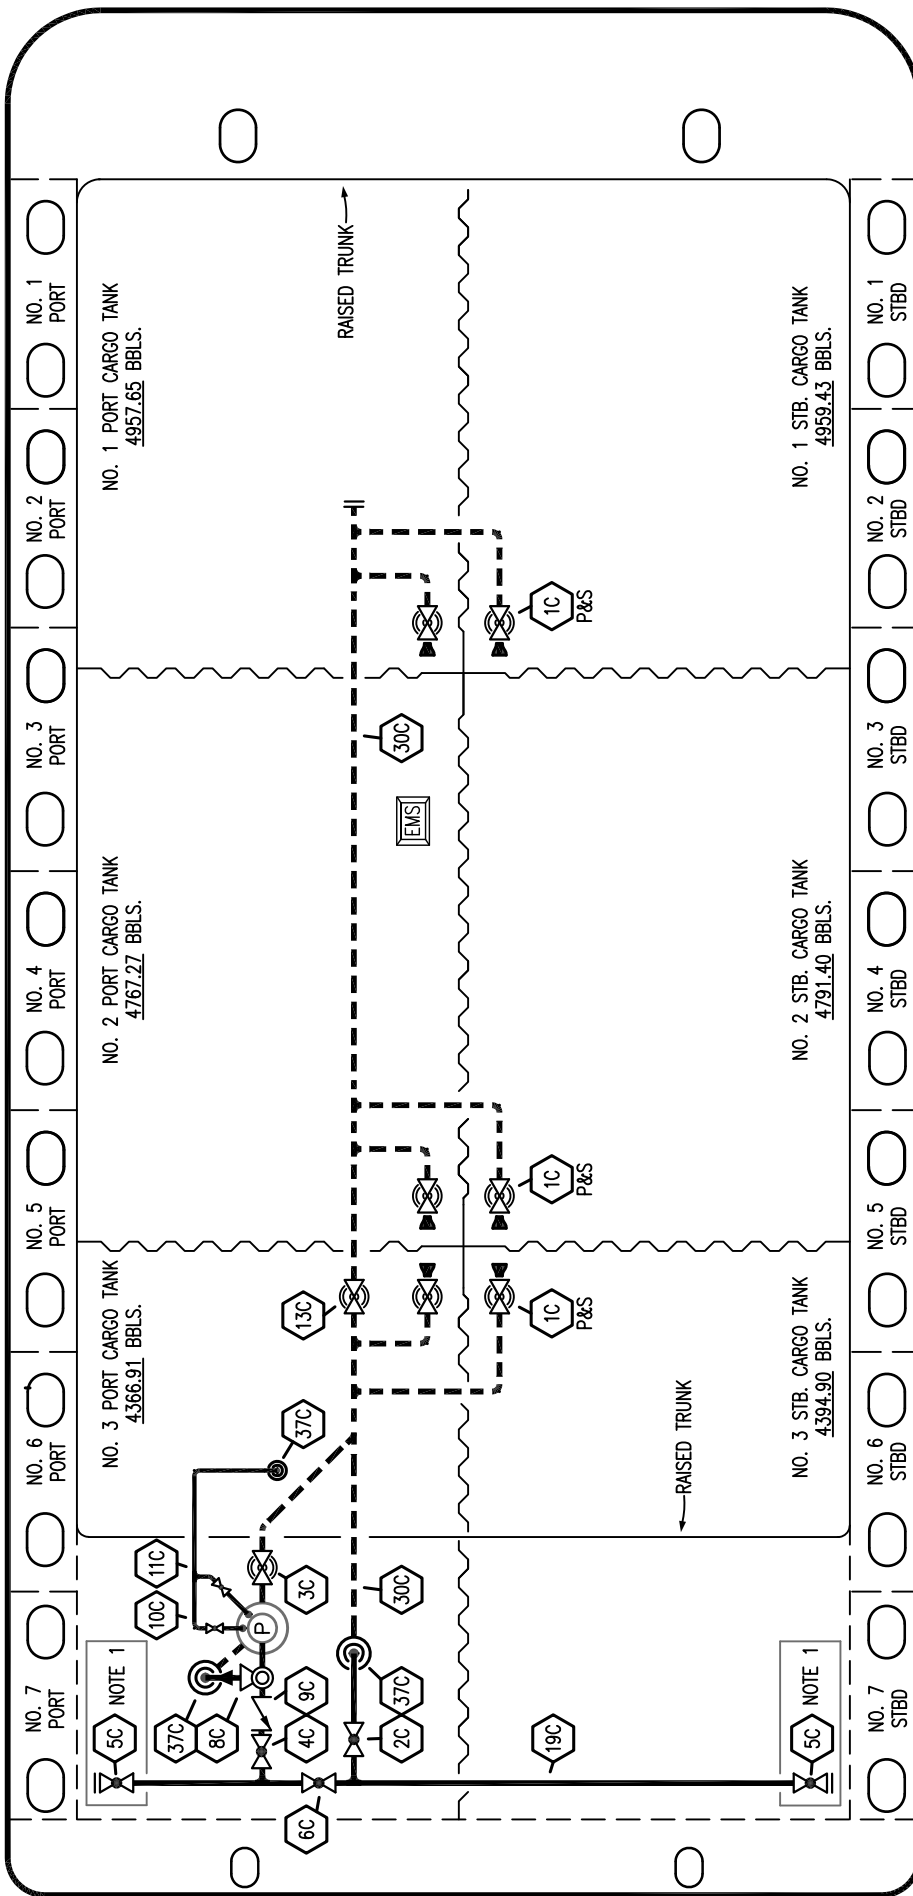 NO. 1
PORT
NO. 2
PORT
NO. 3
PORT
NO. 4
PORT
NO. 5
PORT
NO. 6
PORT
NO. 7
PORT
NO. 1 PORT CARGO TANK
4957.65 BBLS.
RAISED TRUNK
NO. 1 STB. CARGO TANK
4959.43 BBLS.
1C
P&S
30C
EMS
NO. 2 PORT CARGO TANK
4767.27 BBLS.
NO. 2 STB. CARGO TANK
4791.40 BBLS.
1C
P&S
13C
1C
P&S
NO. 3 PORT CARGO TANK
4366.91 BBLS.
NO. 3 STB. CARGO TANK
4394.90 BBLS.
RAISED TRUNK
37C
11C
10C
3C
30C
P
37C
8C
9C
4C
37C
2C
6C
19C
5C
NOTE 1
5C
NOTE 1
NO. 1
STBD
NO. 2
STBD
NO. 3
STBD
NO. 4
STBD
NO. 5
STBD
NO. 6
STBD
NO. 7
STBD